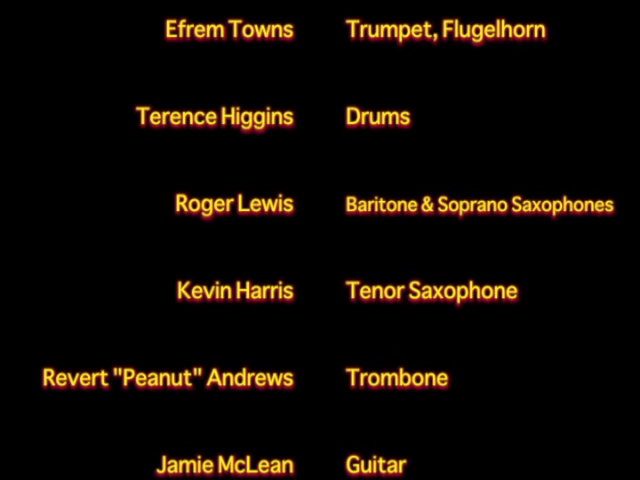 Efrem Towns Trumpet, Flugelhorn
Terence Higgins Drums
Roger Lewis Baritone & Soprano Saxophones
Kevin Harris Tenor Saxophone
Revert "Peanut" Andrews Trombone
Jamie McLean Guitar